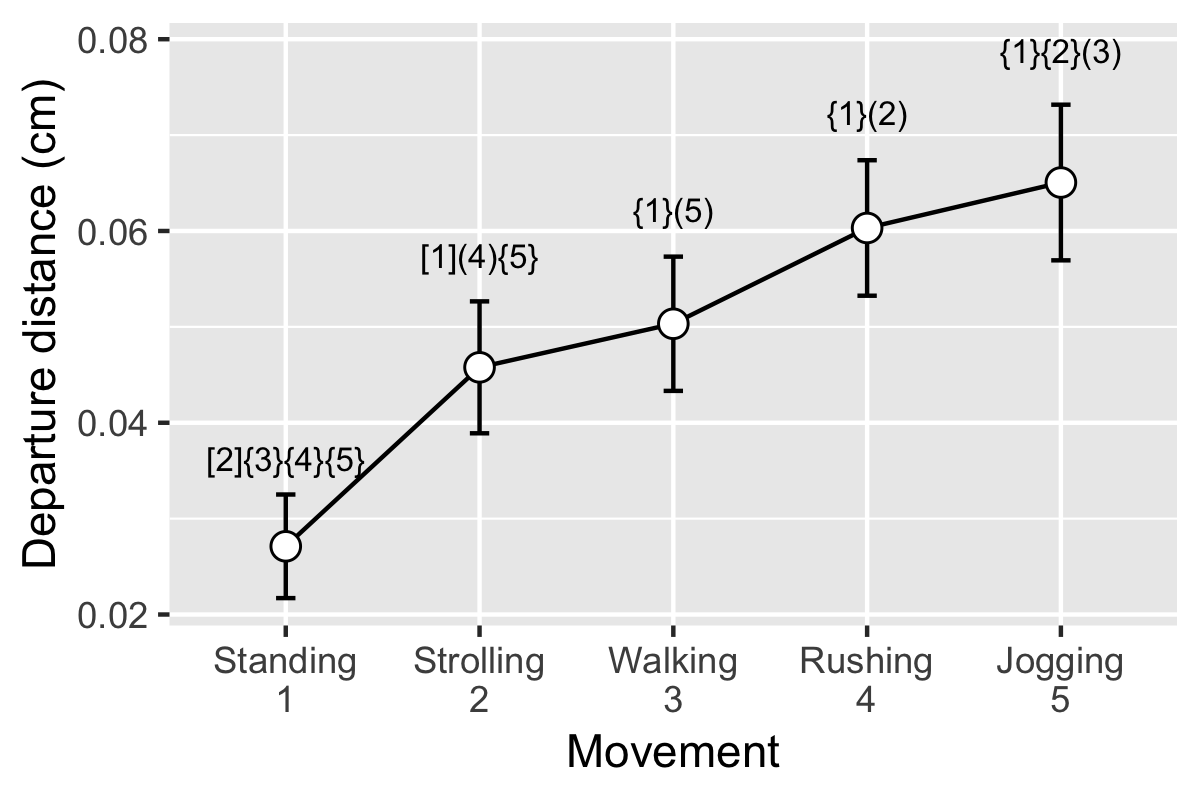 Departure distance (cm)
0.08
0.06
0.04
0.02
{1}{2}(3)
{1}(2)
{1}(5)
[1](4){5}
[2]{3}{4}{5}
Standing Strolling Walking Rushing Jogging
1 2 3 4 5
Movement